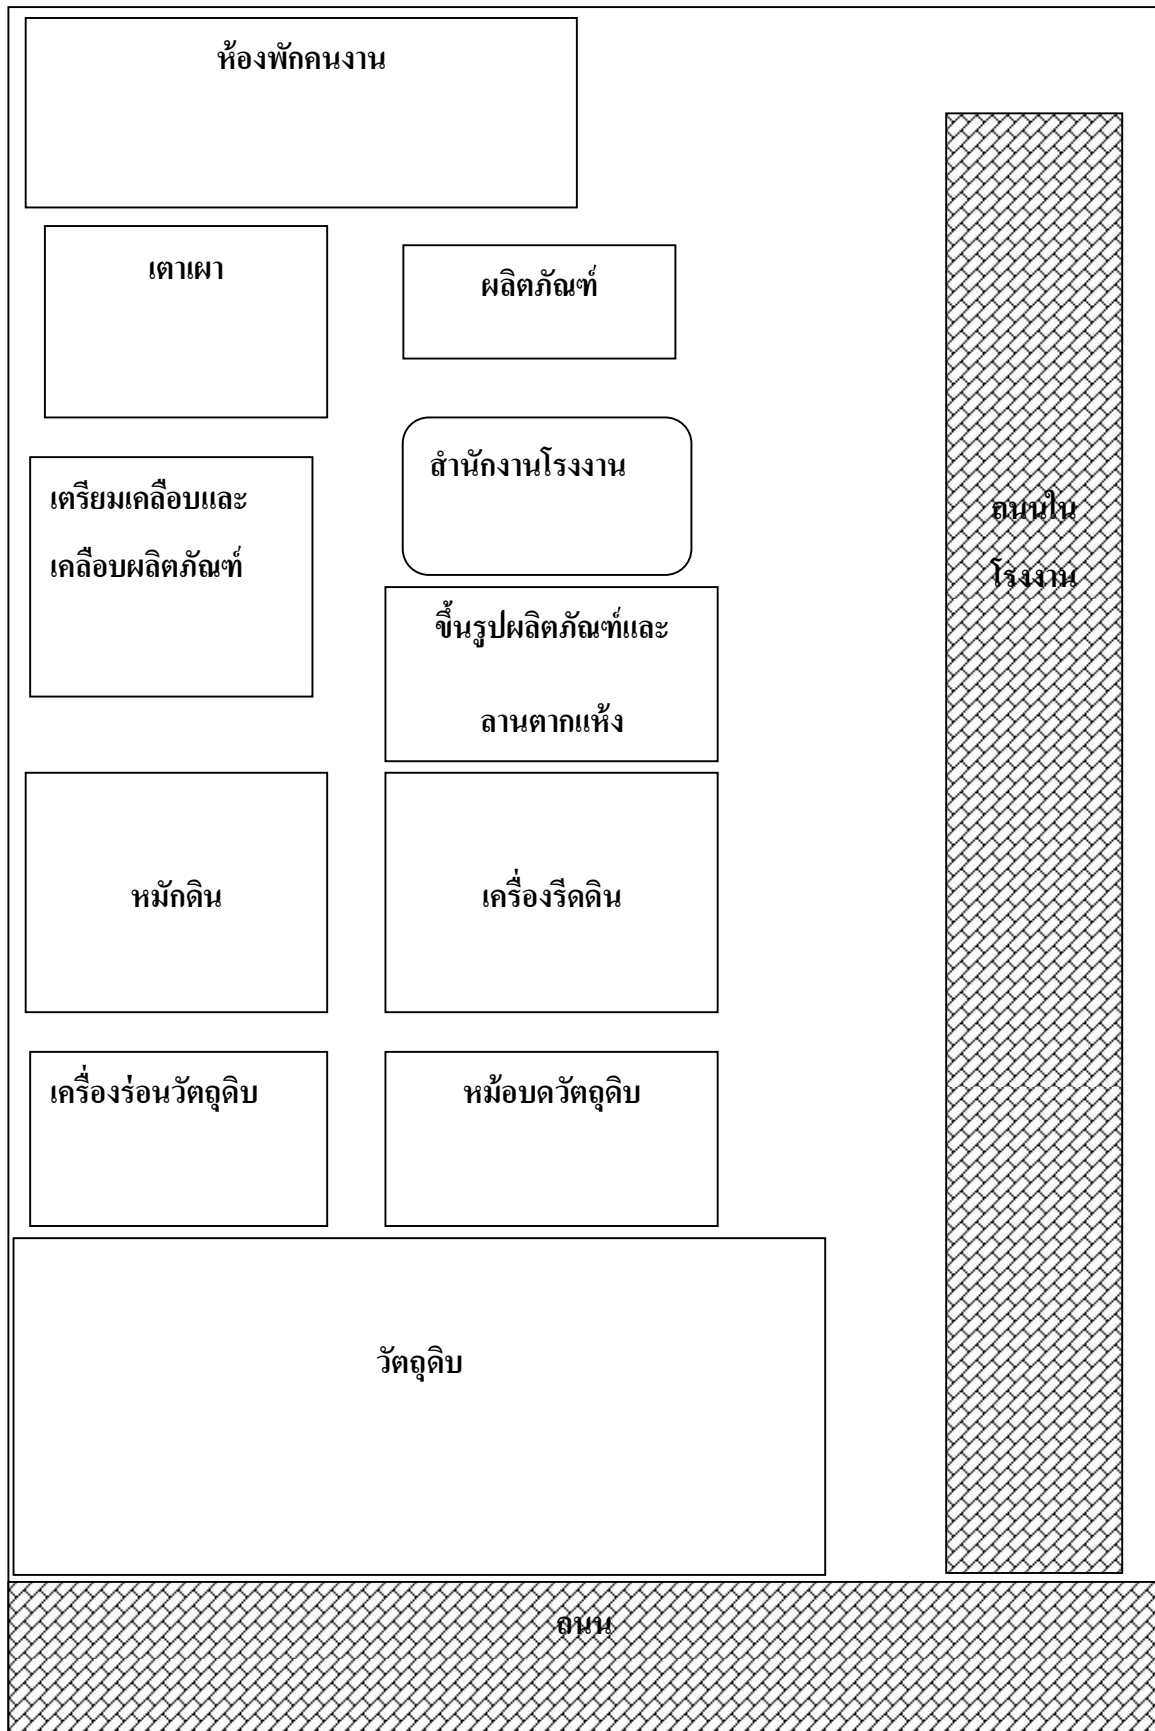 ห้องพักคนงาน
เตาเผา
ผลิตภัณฑ์
สำนักงานโรงงาน
เตรียมเคลือบและ
เคลือบผลิตภัณฑ์
ถนนใน
โรงงาน
ขึ้นรูปผลิตภัณฑ์และ
ลานตากแห้ง
หมักดิน
เครื่องรีดดิน
เครื่องร่อนวัตถุดิบ
หม้อบดวัตถุดิบ
วัตถุดิบ
ถนน